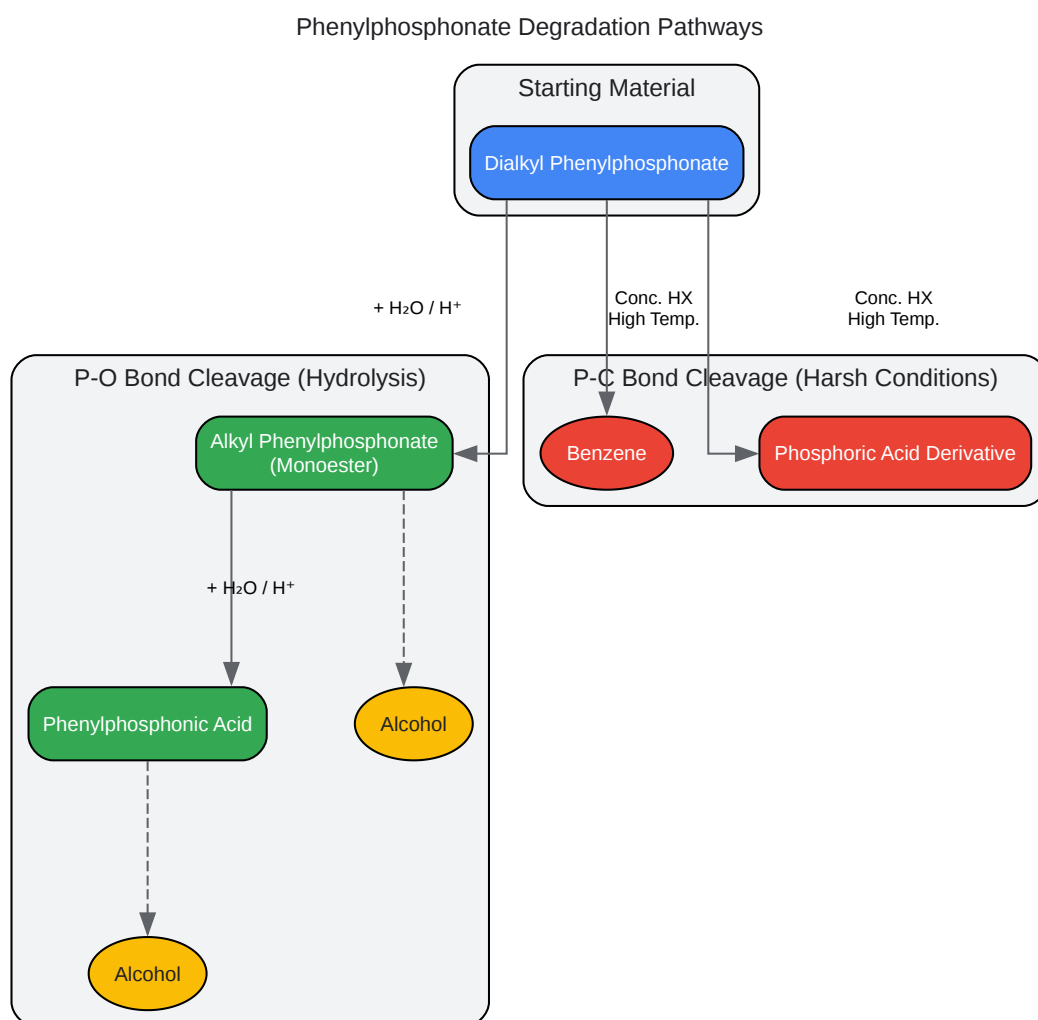 Phenylphosphonate Degradation Pathways
Starting Material
Dialkyl Phenylphosphonate
+ H₂O / H⁺
Conc. HX
High Temp.
Conc. HX
High Temp.
P-O Bond Cleavage (Hydrolysis)
P-C Bond Cleavage (Harsh Conditions)
Alkyl Phenylphosphonate
(Monoester)
Benzene
Phosphoric Acid Derivative
+ H₂O / H⁺
Phenylphosphonic Acid
Alcohol
Alcohol